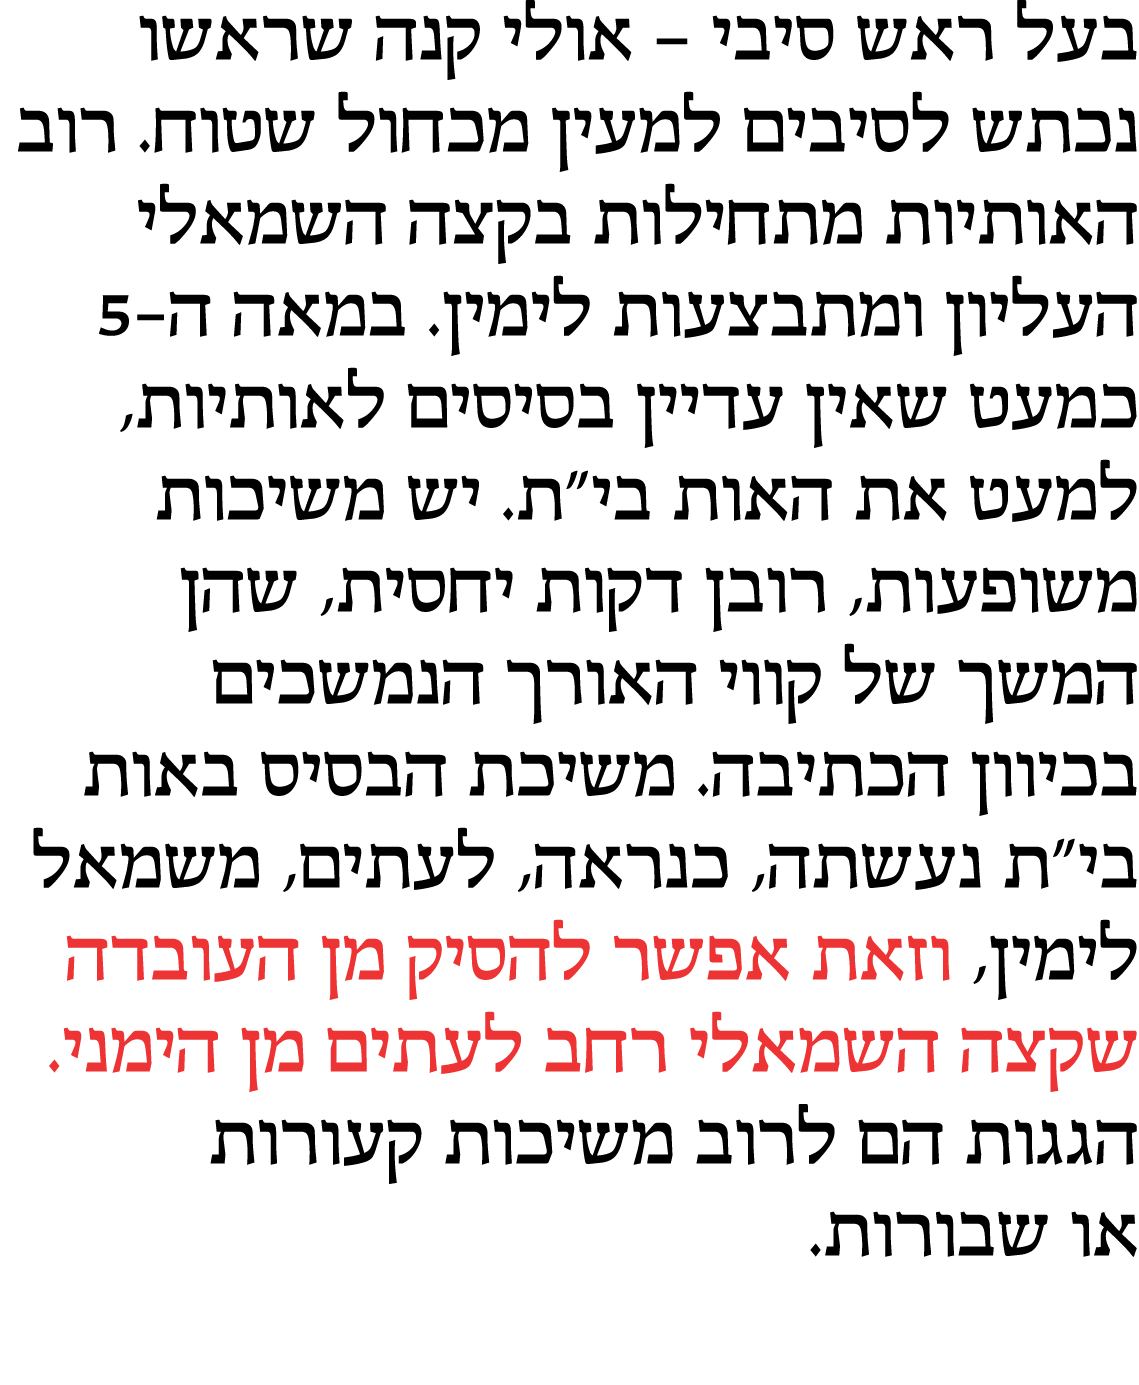 בעל ראש סיבי – אולי קנה שראשו
נכתש לסיבים למעין מכחול שטוח. רוב
האותיות מתחילות בקצה השמאלי
העליון ומתבצעות לימין. במאה ה–5
כמעט שאין עדיין בסיסים לאותיות,
למעט את האות בי״ת. יש משיכות
משופעות, רובן דקות יחסית, שהן
המשך של קווי האורך הנמשכים
בכיוון הכתיבה. משיכת הבסיס באות
בי״ת נעשתה, כנראה, לעתים, משמאל
לימין, וזאת אפשר להסיק מן העובדה
שקצה השמאלי רחב לעתים מן הימני.
הגגות הם לרוב משיכות קעורות
או שבורות.